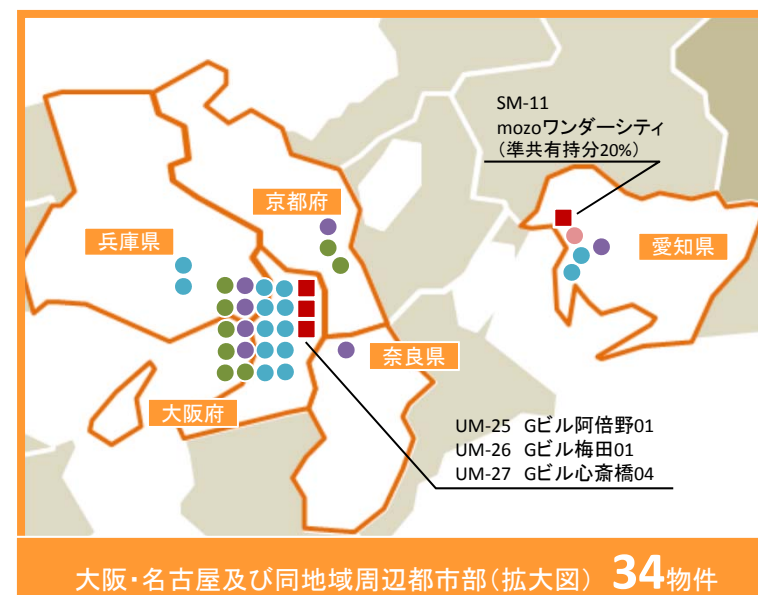 SM-11
mozoワンダーシティ
（準共有持分20%）
京都府
兵庫県
愛知県
奈良県
大阪府
UM-25 Gビル阿倍野01
UM-26 Gビル梅田01
UM-27 Gビル心斎橋04
大阪・名古屋及び同地域周辺都市部（拡大図） 34物件